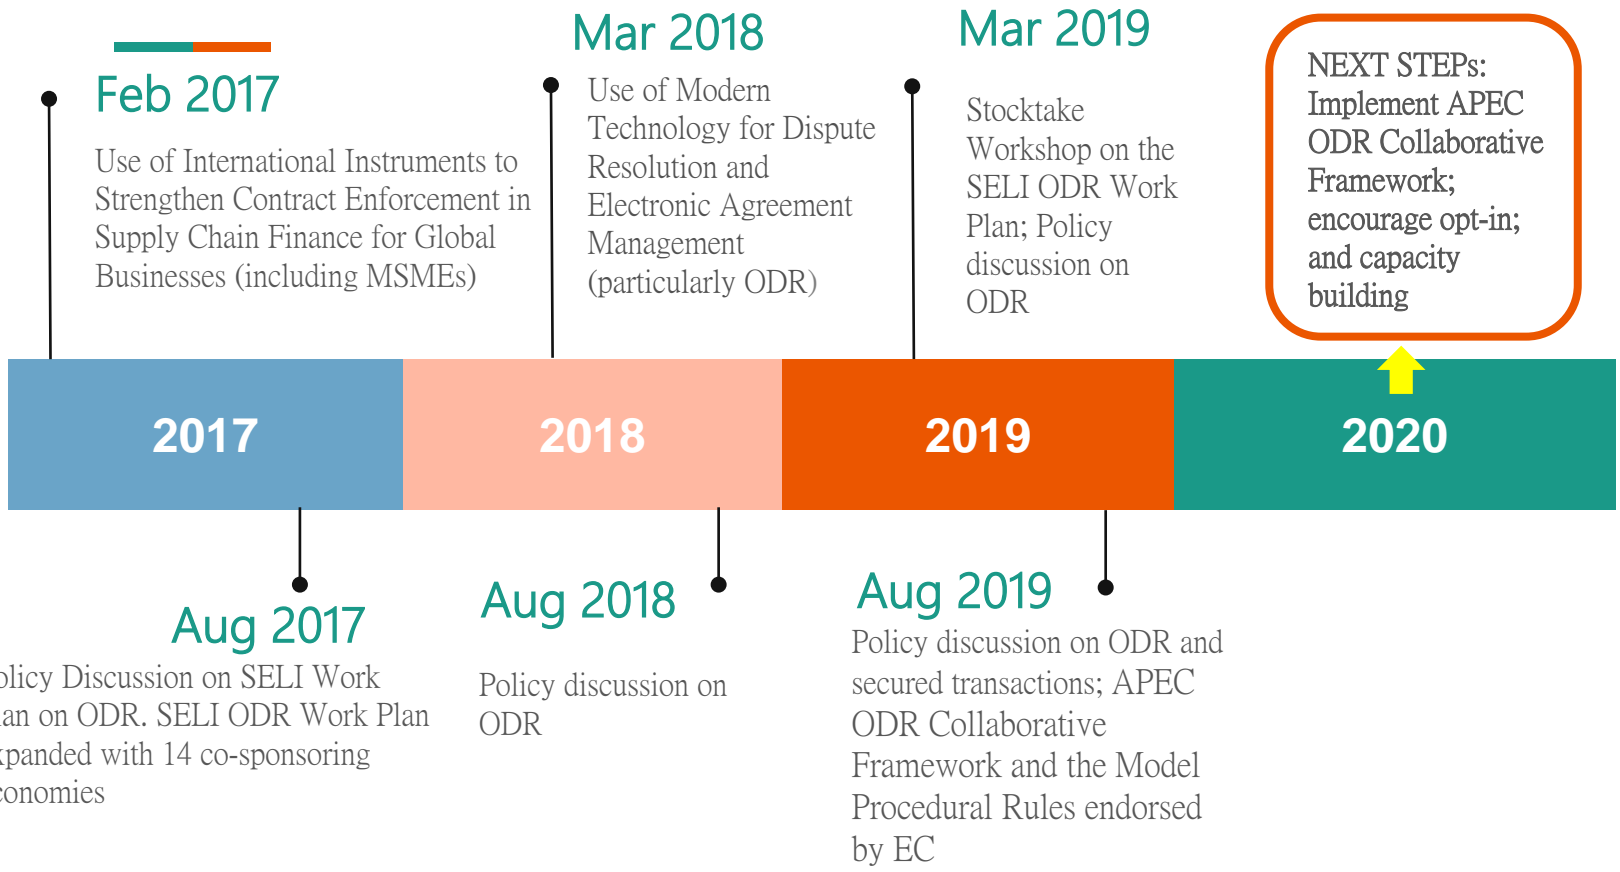 Feb 2017
Use of International Instruments to
Strengthen Contract Enforcement in
Supply Chain Finance for Global
Businesses (including MSMEs)
Mar 2018
Use of Modern
Technology for Dispute
Resolution and
Electronic Agreement
Management
(particularly ODR)
Mar 2019
Stocktake
Workshop on the
SELI ODR Work
Plan; Policy
discussion on
ODR
NEXT STEPs:
Implement APEC
ODR Collaborative
Framework;
encourage opt-in;
and capacity
building
2017
2018
2019
2020
Aug 2017
olicy Discussion on SELI Work
lan on ODR. SELI ODR Work Plan
xpanded with 14 co-sponsoring
conomies
Aug 2018
Policy discussion on
ODR
Aug 2019
Policy discussion on ODR and
secured transactions; APEC
ODR Collaborative
Framework and the Model
Procedural Rules endorsed
by EC